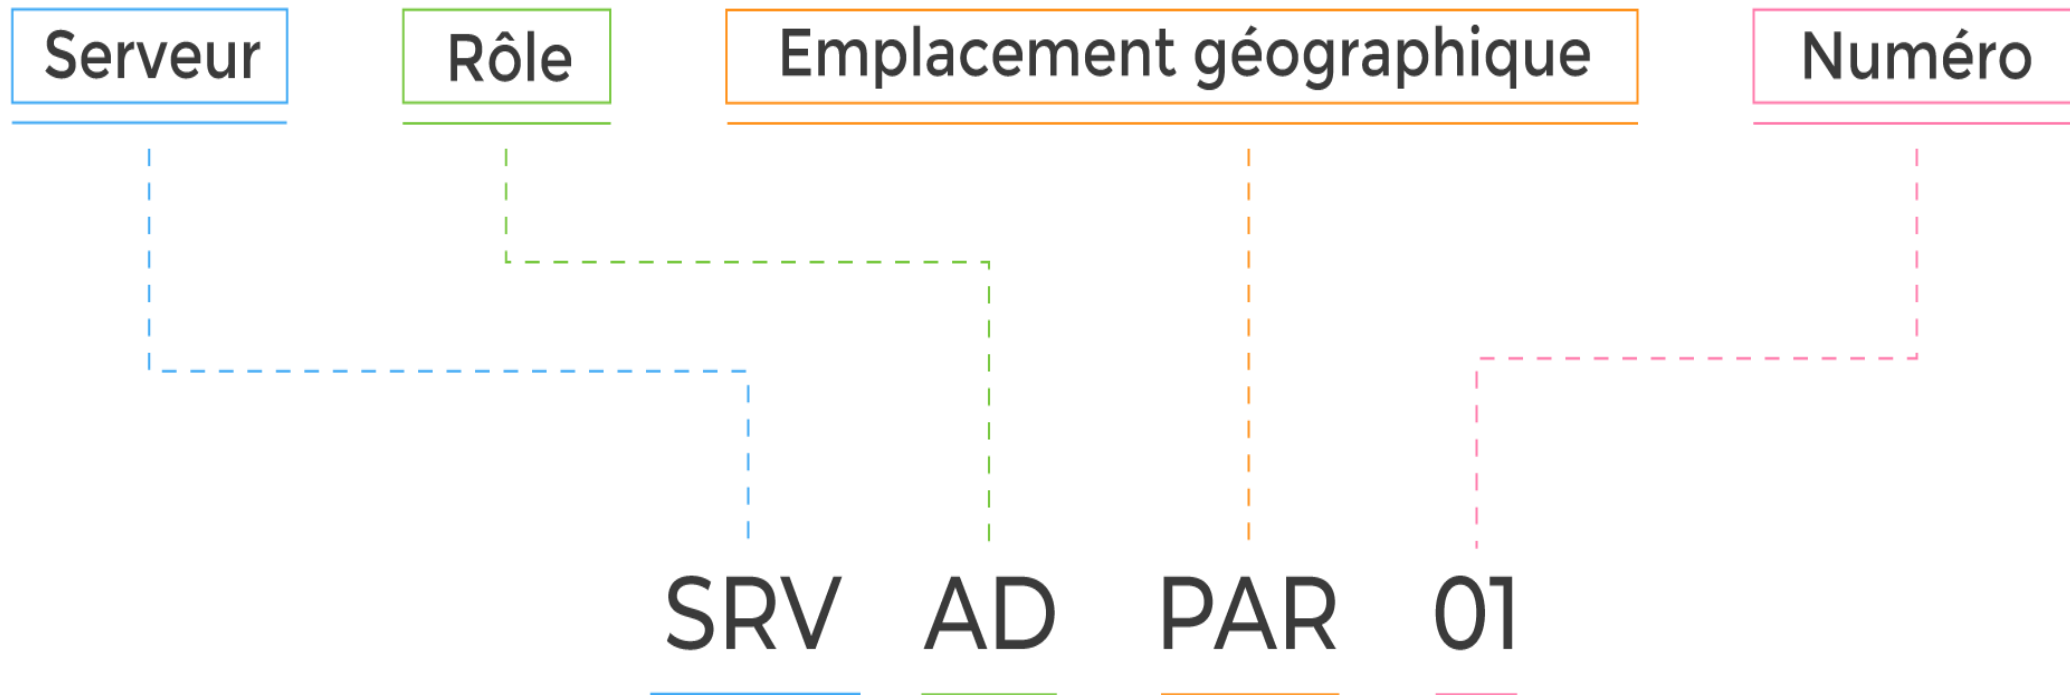 Serveur Rôle Emplacement géographique Numéro
SRV AD PAR 01